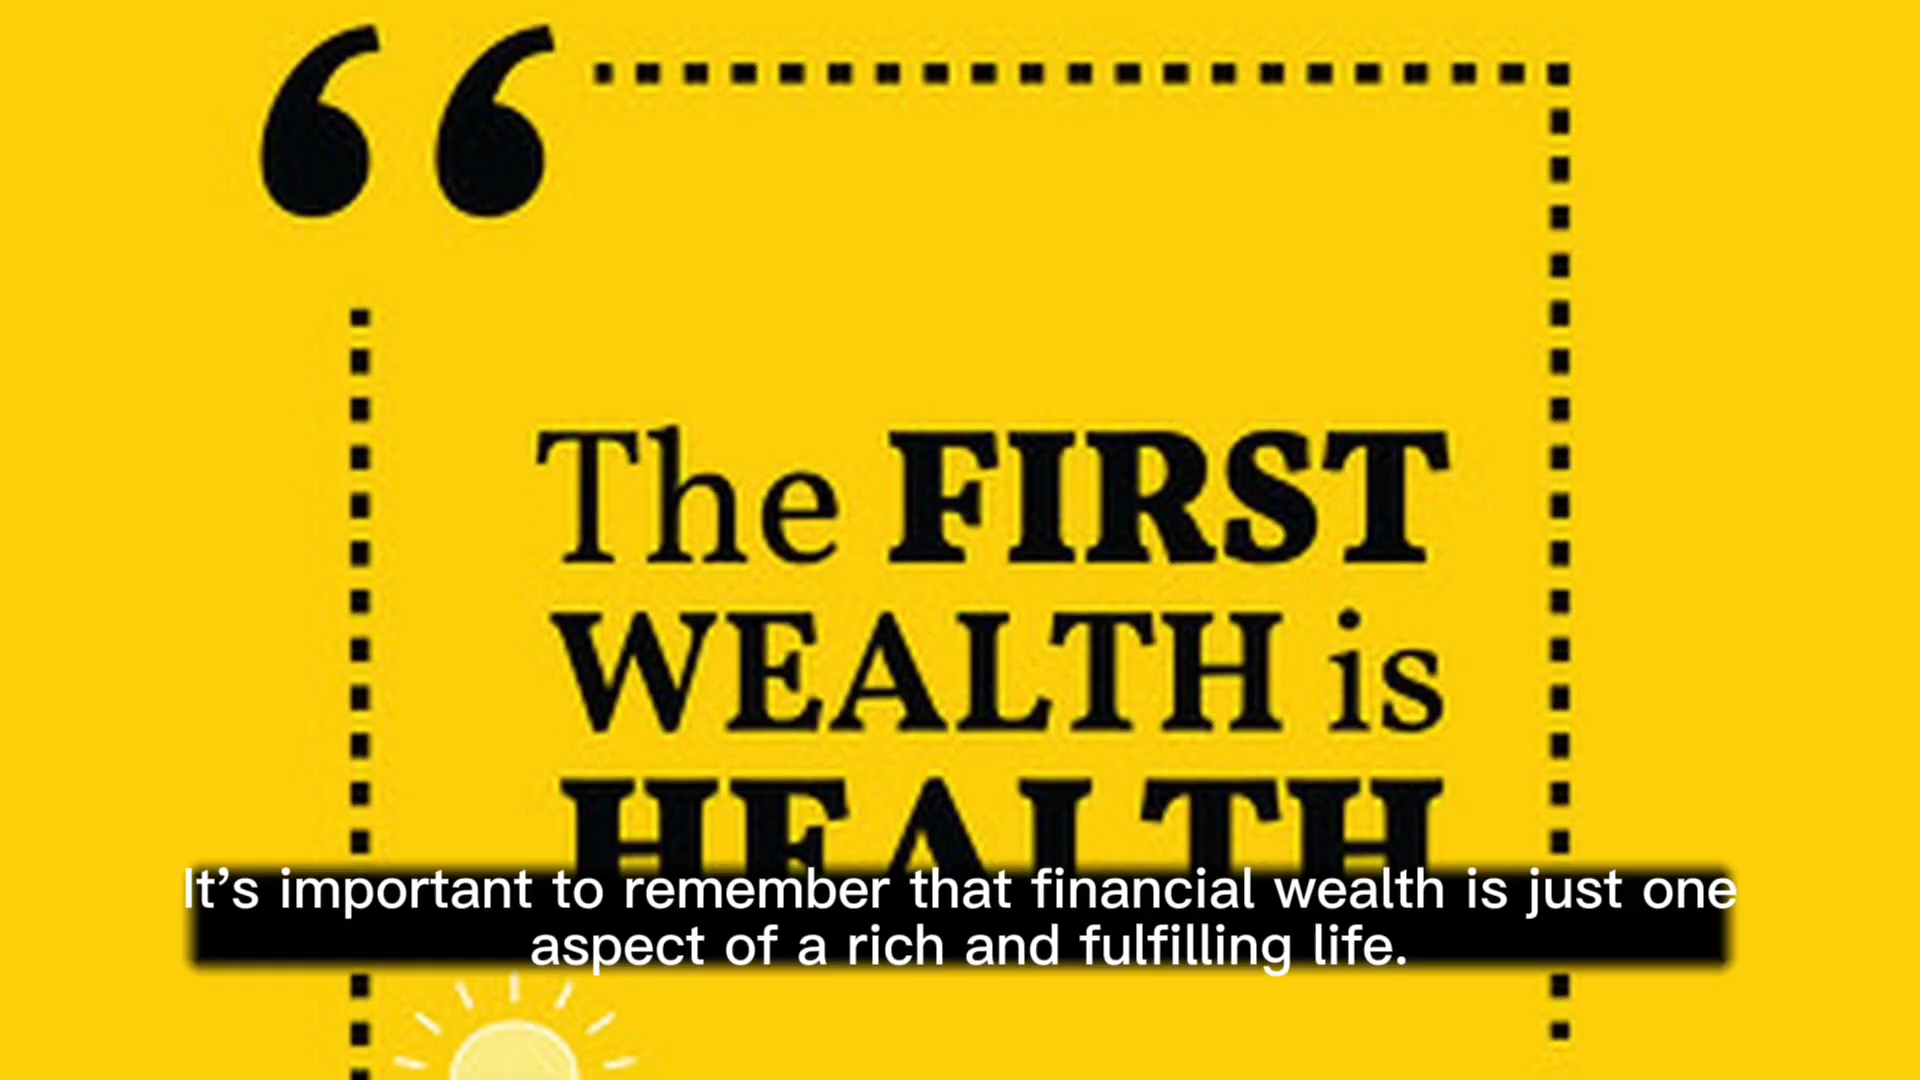 “
The FIRST
WEALTH is
HEALTH
It’s important to remember that financial wealth is just one
aspect of a rich and fulfilling life.